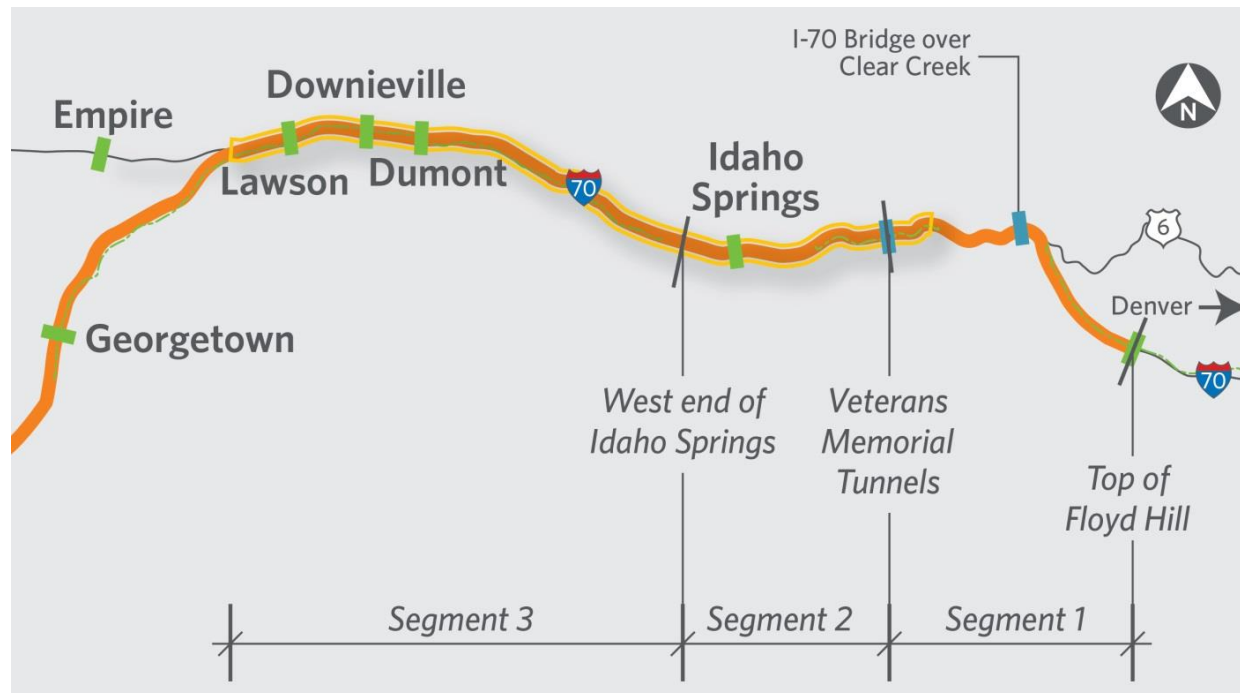 I-70 Bridge over
Clear Creek
N
Downieville
Empire
Idaho
Springs
Lawson
Dumont
70
6
Denver
Georgetown
70
West end of
Idaho Springs
Veterans
Memorial
Tunnels
Top of
Floyd Hill
Segment 3
Segment 2
Segment 1